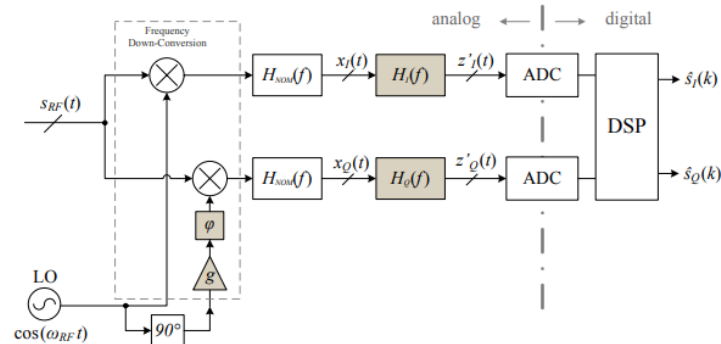 analog
digital
Frequency
Down-Conversion
s_RF(t)
H_NOM(f)
x_I(t)
H_I(f)
z'_I(t)
ADC
DSP
ŝ_I(k)
H_NOM(f)
x_Q(t)
H_Q(f)
z'_Q(t)
ADC
ŝ_Q(k)
φ
g
LO
cos(ω_RF t)
90°